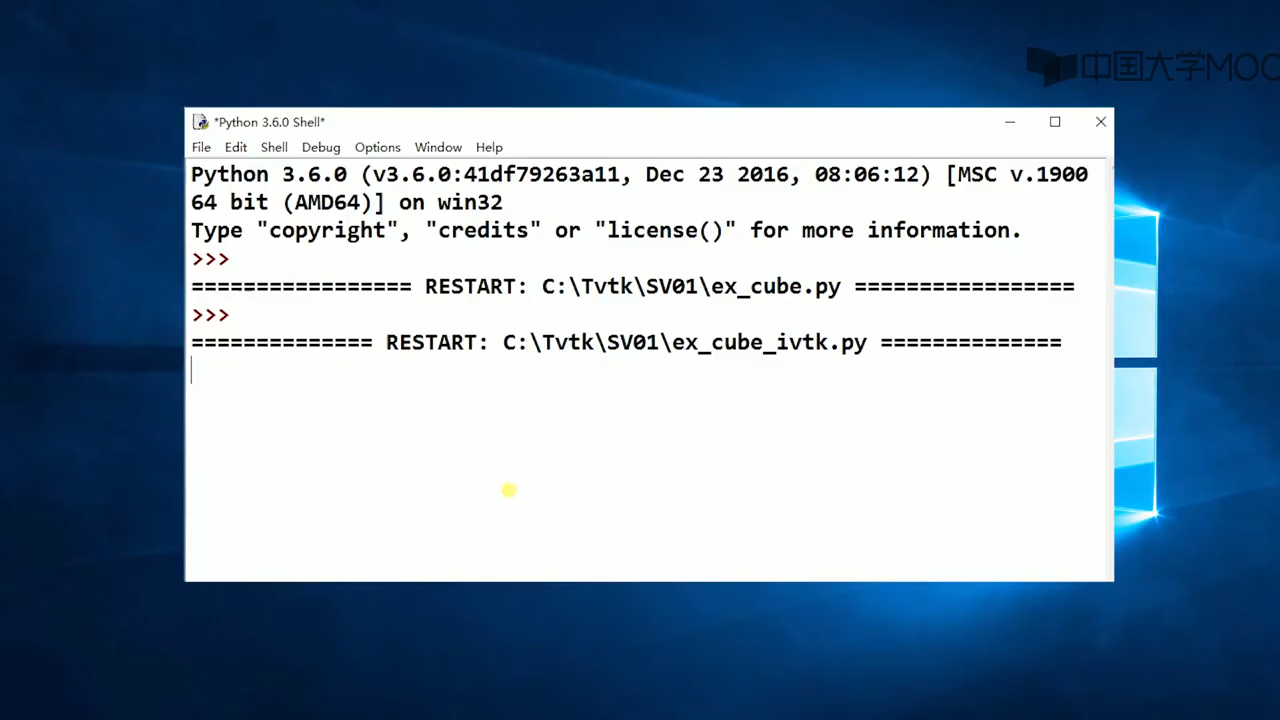 中国大学MOO
*Python 3.6.0 Shell*
File Edit Shell Debug Options Window Help
Python 3.6.0 (v3.6.0:41df79263a11, Dec 23 2016, 08:06:12) [MSC v.1900
64 bit (AMD64)] on win32
Type "copyright", "credits" or "license()" for more information.
>>>
================= RESTART: C:\Tvtk\SV01\ex_cube.py =================
>>>
============== RESTART: C:\Tvtk\SV01\ex_cube_ivtk.py ==============